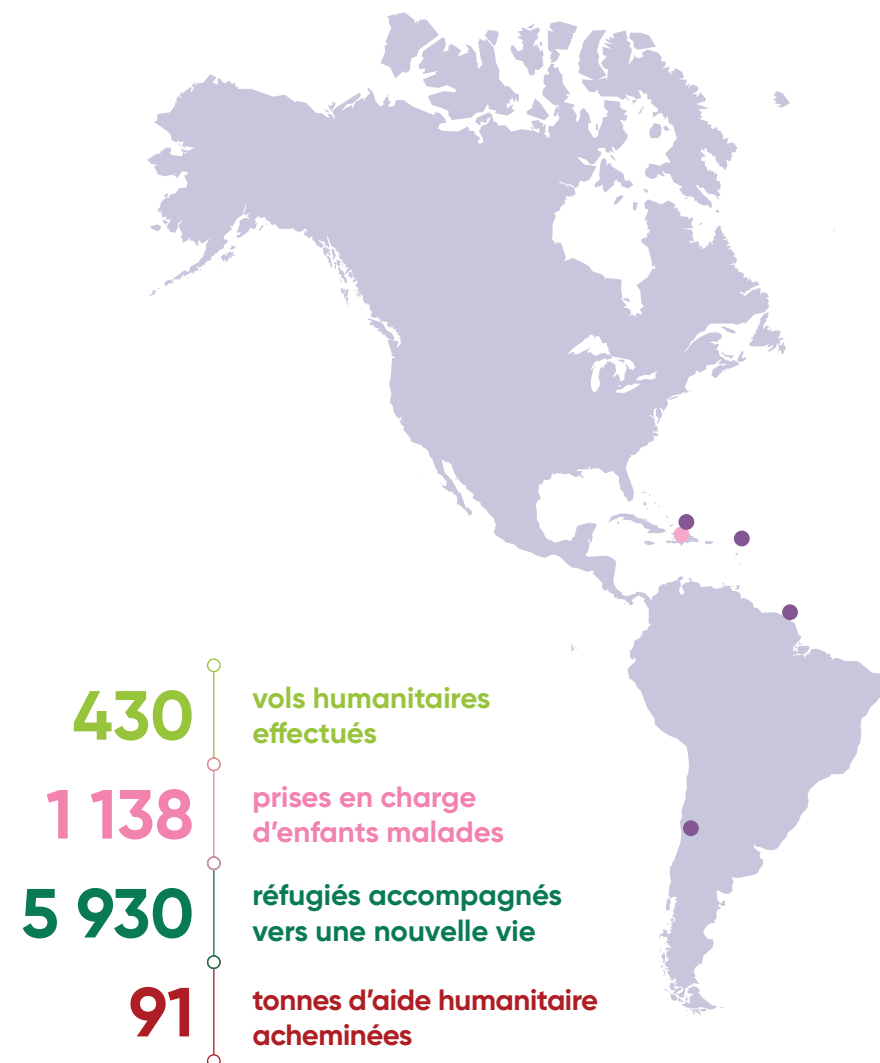 430
vols humanitaires
effectués
1 138
prises en charge
d’enfants malades
5 930
réfugiés accompagnés
vers une nouvelle vie
91
tonnes d’aide humanitaire
acheminées